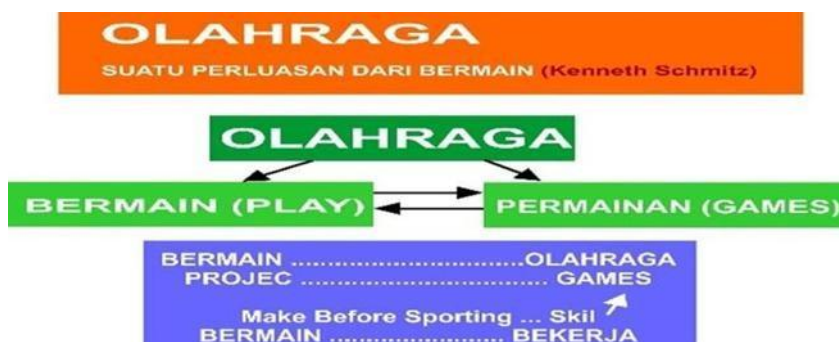 OLAHRAGA
SUATU PERLUASAN DARI BERMAIN (Kenneth Schmitz)
OLAHRAGA
BERMAIN (PLAY)
PERMAINAN (GAMES)
BERMAIN ................................OLAHRAGA
PROJEC .................................... GAMES
Make Before Sporting ... Skil
BERMAIN ......................... BEKERJA